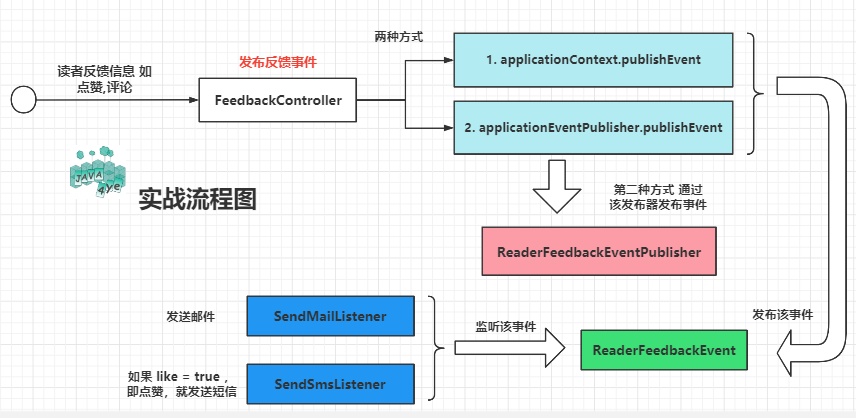 读者反馈信息 如
点赞,评论
发布反馈事件
FeedbackController
两种方式
1. applicationContext.publishEvent
2. applicationEventPublisher.publishEvent
JAVA
4ye
实战流程图
第二种方式 通过
该发布器发布事件
ReaderFeedbackEventPublisher
发送邮件
SendMailListener
如果 like = true ,
即点赞，就发送短信
SendSmsListener
监听该事件
ReaderFeedbackEvent
发布该事件